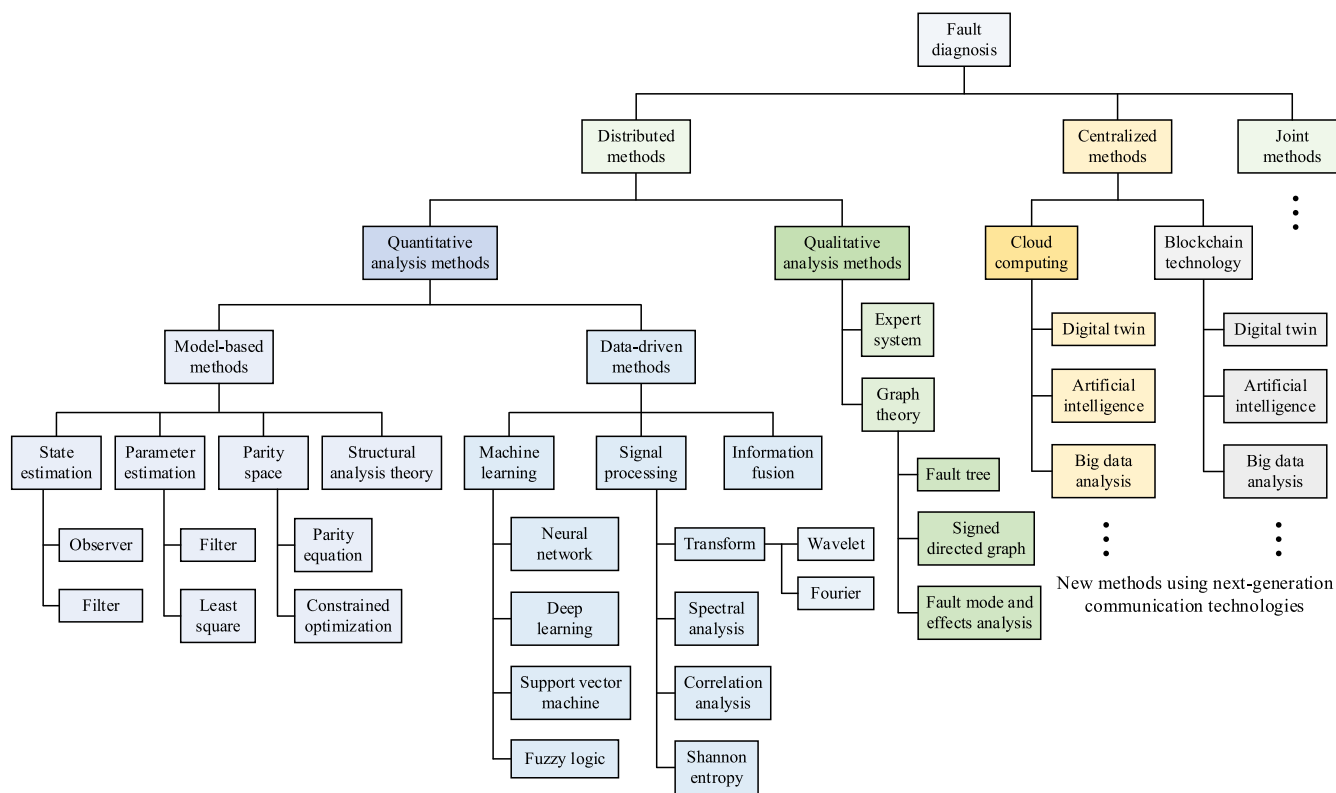 Fault
diagnosis
Distributed
methods
Centralized
methods
Joint
methods
Quantitative
analysis methods
Qualitative
analysis methods
Cloud
computing
Blockchain
technology
Model-based
methods
Data-driven
methods
Expert
system
Graph
theory
Digital twin
Digital twin
Artificial
intelligence
Artificial
intelligence
Big data
analysis
Big data
analysis
State
estimation
Parameter
estimation
Parity
space
Structural
analysis theory
Machine
learning
Signal
processing
Information
fusion
Observer
Filter
Filter
Least
square
Parity
equation
Constrained
optimization
Neural
network
Deep
learning
Support vector
machine
Fuzzy logic
Transform
Wavelet
Fourier
Spectral
analysis
Correlation
analysis
Shannon
entropy
Fault tree
Signed
directed graph
Fault mode and
effects analysis
New methods using next-generation
communication technologies